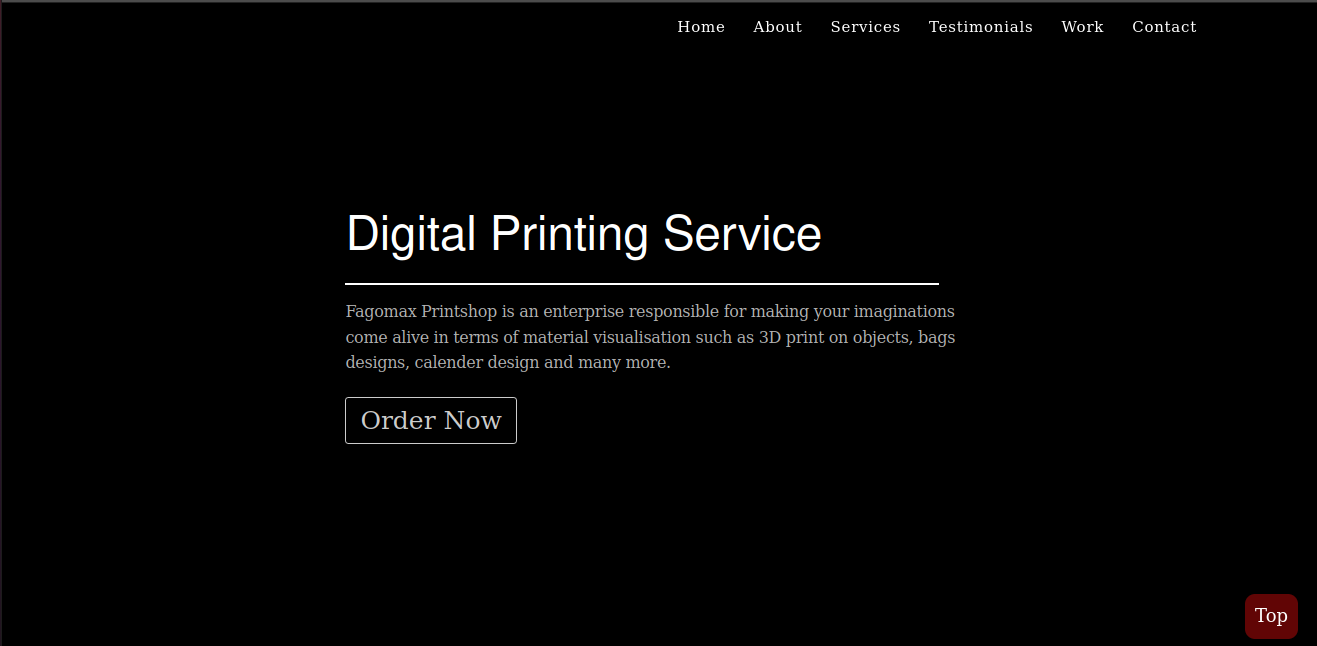 Home About Services Testimonials Work Contact
Digital Printing Service
Fagomax Printshop is an enterprise responsible for making your imaginations
come alive in terms of material visualisation such as 3D print on objects, bags
designs, calender design and many more.
Order Now
Top